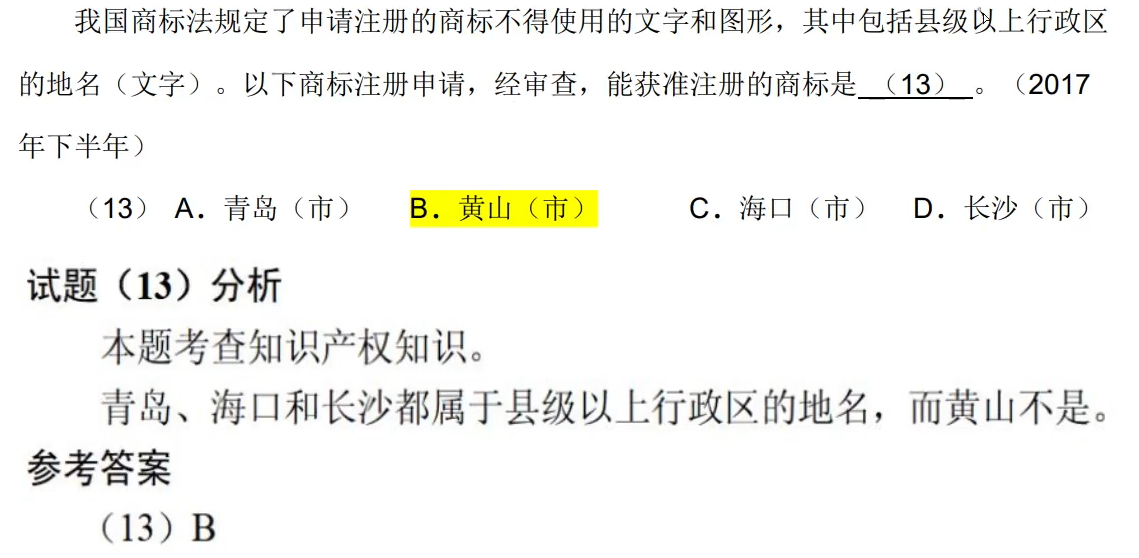 我国商标法规定了申请注册的商标不得使用的文字和图形，其中包括县级以上行政区
的地名（文字）。以下商标注册申请，经审查，能获准注册的商标是 （13） 。（2017
年下半年）
（13） A．青岛（市） B．黄山（市） C．海口（市） D．长沙（市）
试题（13）分析
本题考查知识产权知识。
青岛、海口和长沙都属于县级以上行政区的地名，而黄山不是。
参考答案
（13）B